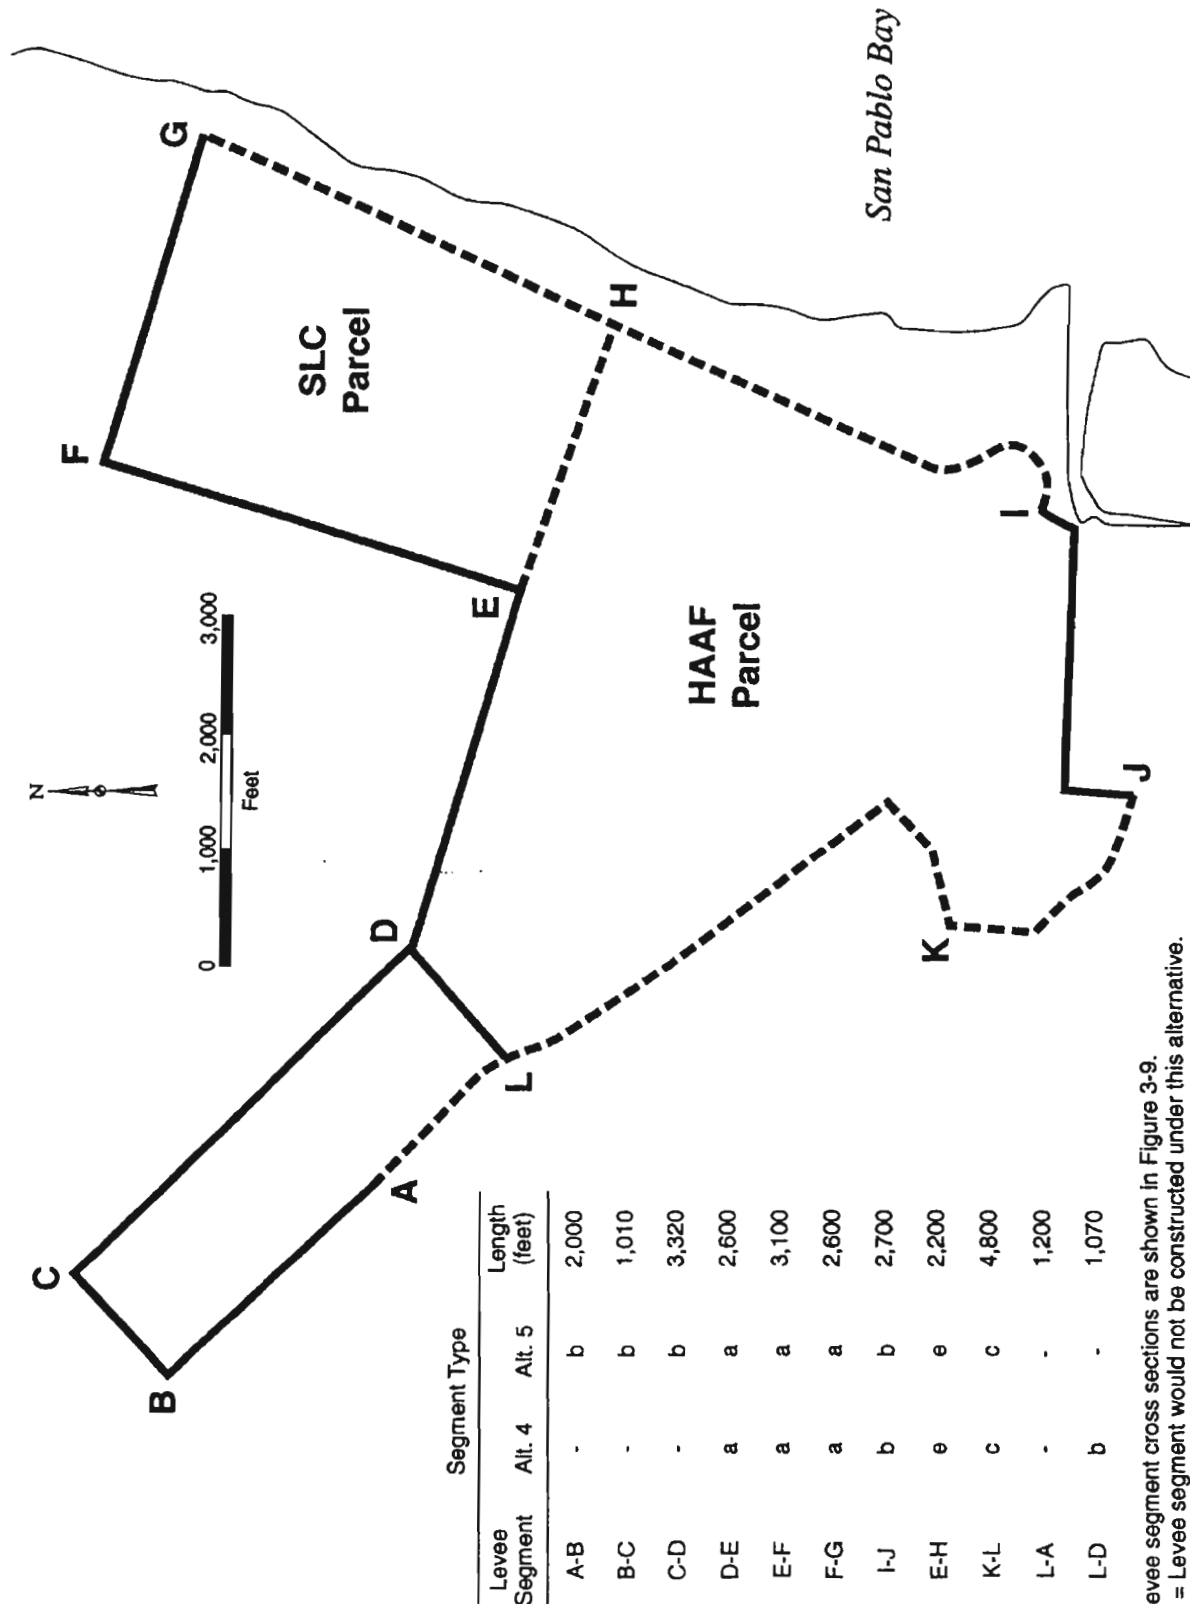 C
B
A
D
L
E
F
G
H
I
J
K
SLC
Parcel
HAAF
Parcel
San Pablo Bay
N
0 1,000 2,000 3,000
Feet
Segment Type
Levee Length
Segment Alt. 4 Alt. 5 (feet)
A-B - b 2,000
B-C - b 1,010
C-D - b 3,320
D-E a a 2,600
E-F a a 3,100
F-G a a 2,600
I-J b b 2,700
E-H e e 2,200
K-L c c 4,800
L-A - - 1,200
L-D b - 1,070
evee segment cross sections are shown in Figure 3-9.
= Levee segment would not be constructed under this alternative.